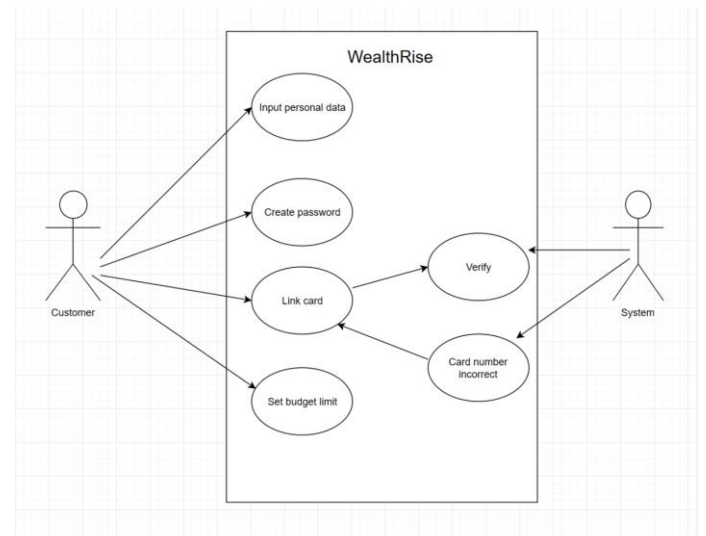 WealthRise
Input personal data
Create password
Verify
Link card
Customer
System
Card number
incorrect
Set budget limit